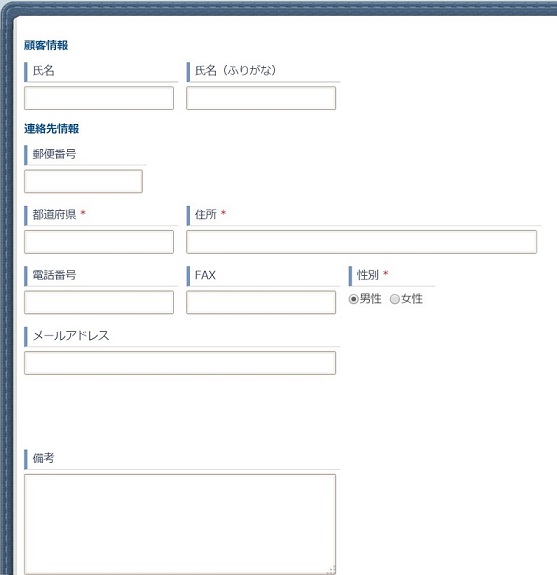 顧客情報
氏名 氏名（ふりがな）
連絡先情報
郵便番号
都道府県 * 住所 *
電話番号 FAX 性別 *
男性 女性
メールアドレス
備考